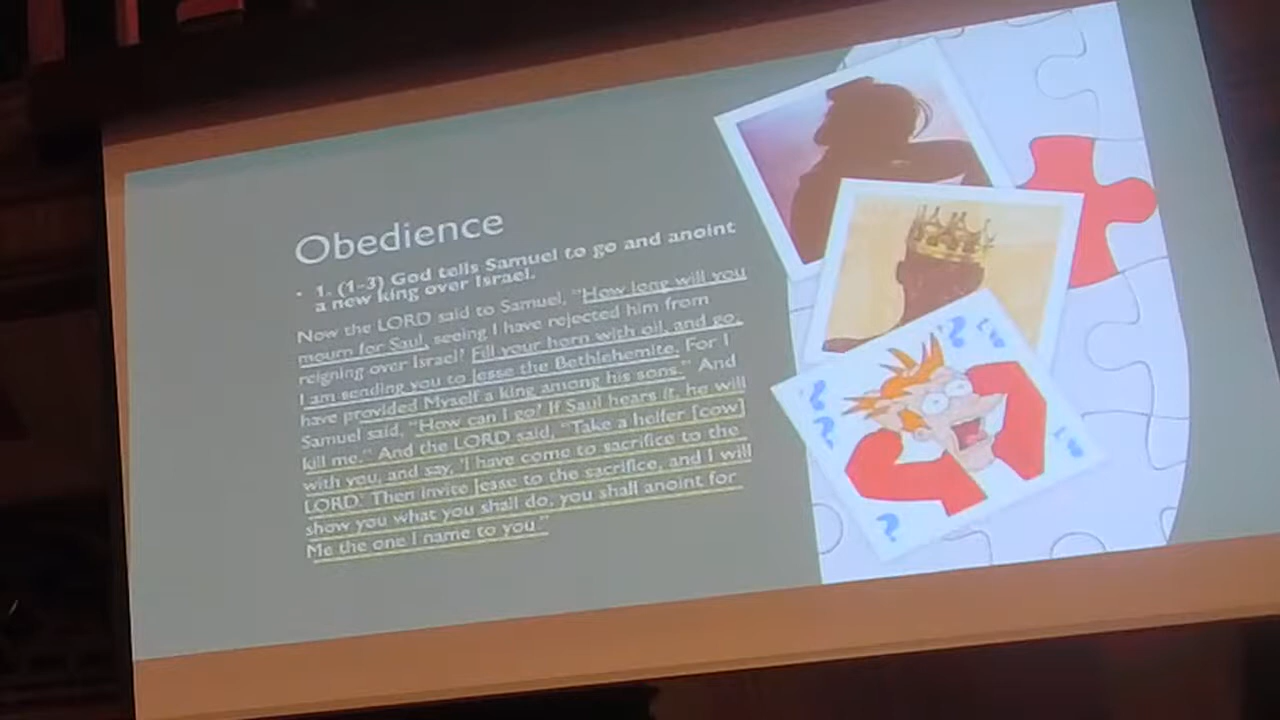 Obedience
• 1. (1-3) God tells Samuel to go and anoint
a new king over Israel.
Now the LORD said to Samuel, "How long will you
mourn for Saul, seeing I have rejected him from
reigning over Israel? Fill your horn with oil, and go.
I am sending you to Jesse the Bethlehemite. For I
have provided Myself a king among his sons." And
Samuel said, "How can I go? If Saul hears it, he will
kill me." And the LORD said, "Take a heifer [cow]
with you, and say, 'I have come to sacrifice to the
LORD.' Then invite Jesse to the sacrifice, and I will
show you what you shall do, you shall anoint for
Me the one I name to you."